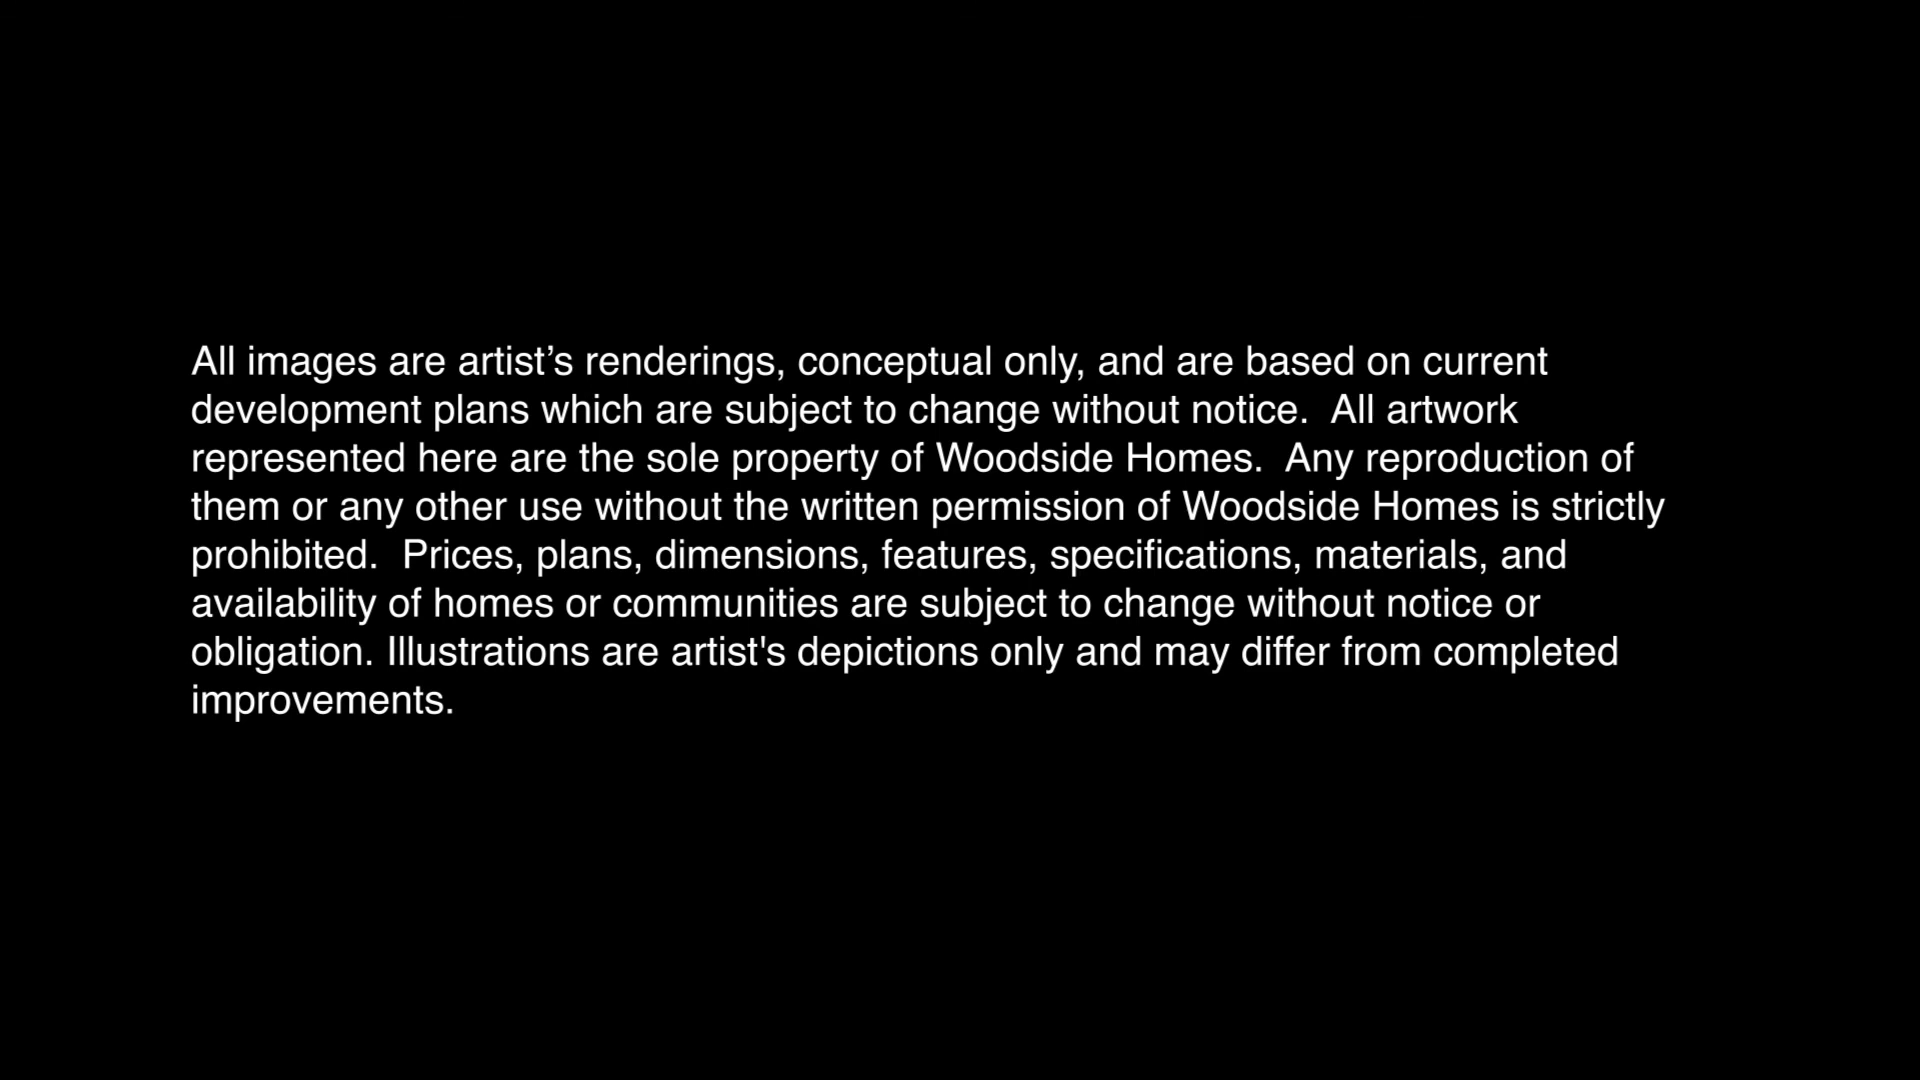 All images are artist’s renderings, conceptual only, and are based on current
development plans which are subject to change without notice.  All artwork
represented here are the sole property of Woodside Homes.  Any reproduction of
them or any other use without the written permission of Woodside Homes is strictly
prohibited.  Prices, plans, dimensions, features, specifications, materials, and
availability of homes or communities are subject to change without notice or
obligation. Illustrations are artist's depictions only and may differ from completed
improvements.